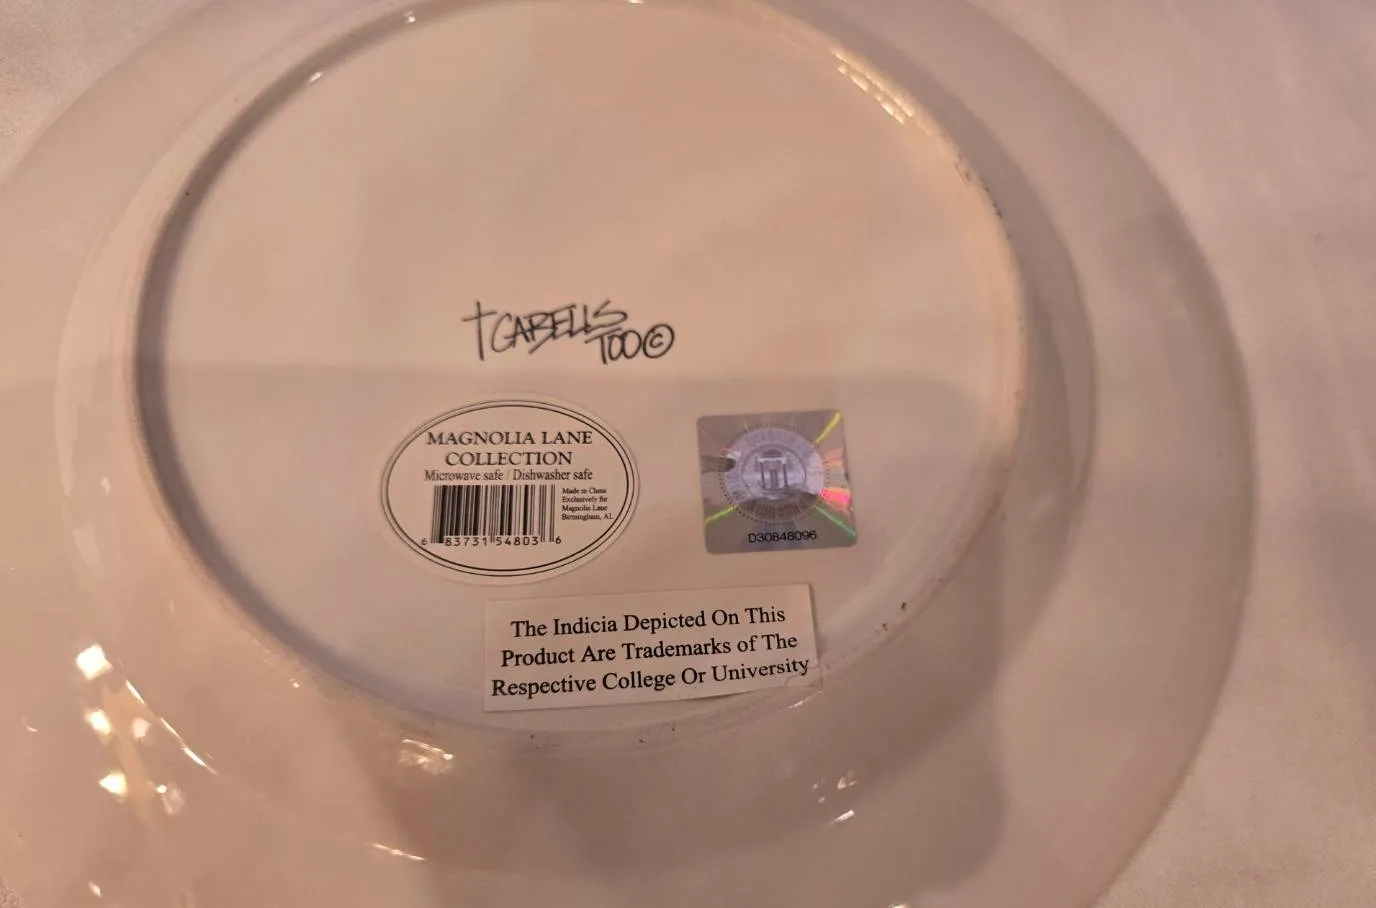 †GABELLS
TOO©
MAGNOLIA LANE
COLLECTION
Microwave safe / Dishwasher safe
Made in China
Exclusively for
Magnolia Lane
Birmingham, AL
6 83731 54803 6
D30848096
The Indicia Depicted On This
Product Are Trademarks of The
Respective College Or University